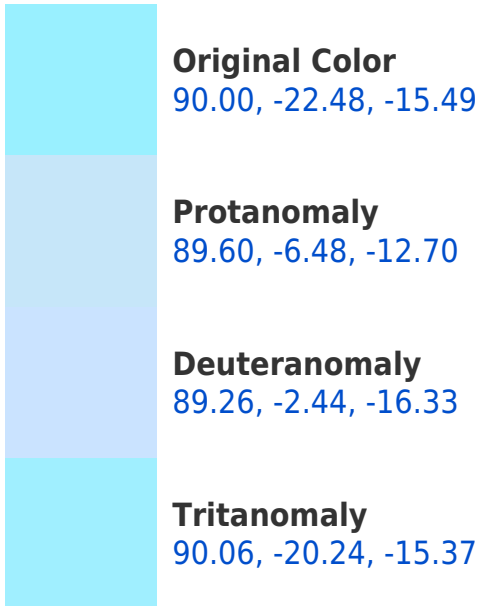 Original Color
90.00, -22.48, -15.49
Protanomaly
89.60, -6.48, -12.70
Deuteranomaly
89.26, -2.44, -16.33
Tritanomaly
90.06, -20.24, -15.37